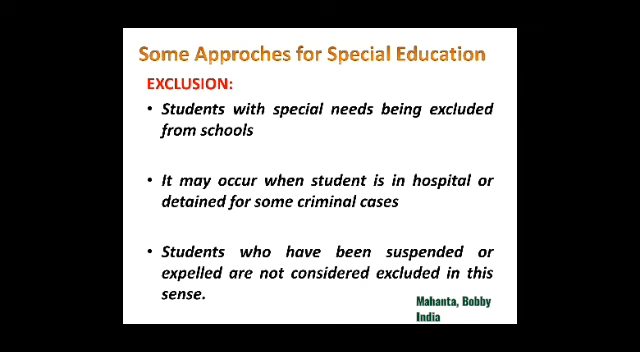 Some Approches for Special Education
EXCLUSION:
• Students with special needs being excluded
from schools
• It may occur when student is in hospital or
detained for some criminal cases
• Students who have been suspended or
expelled are not considered excluded in this
sense.
Mahanta, Bobby
India